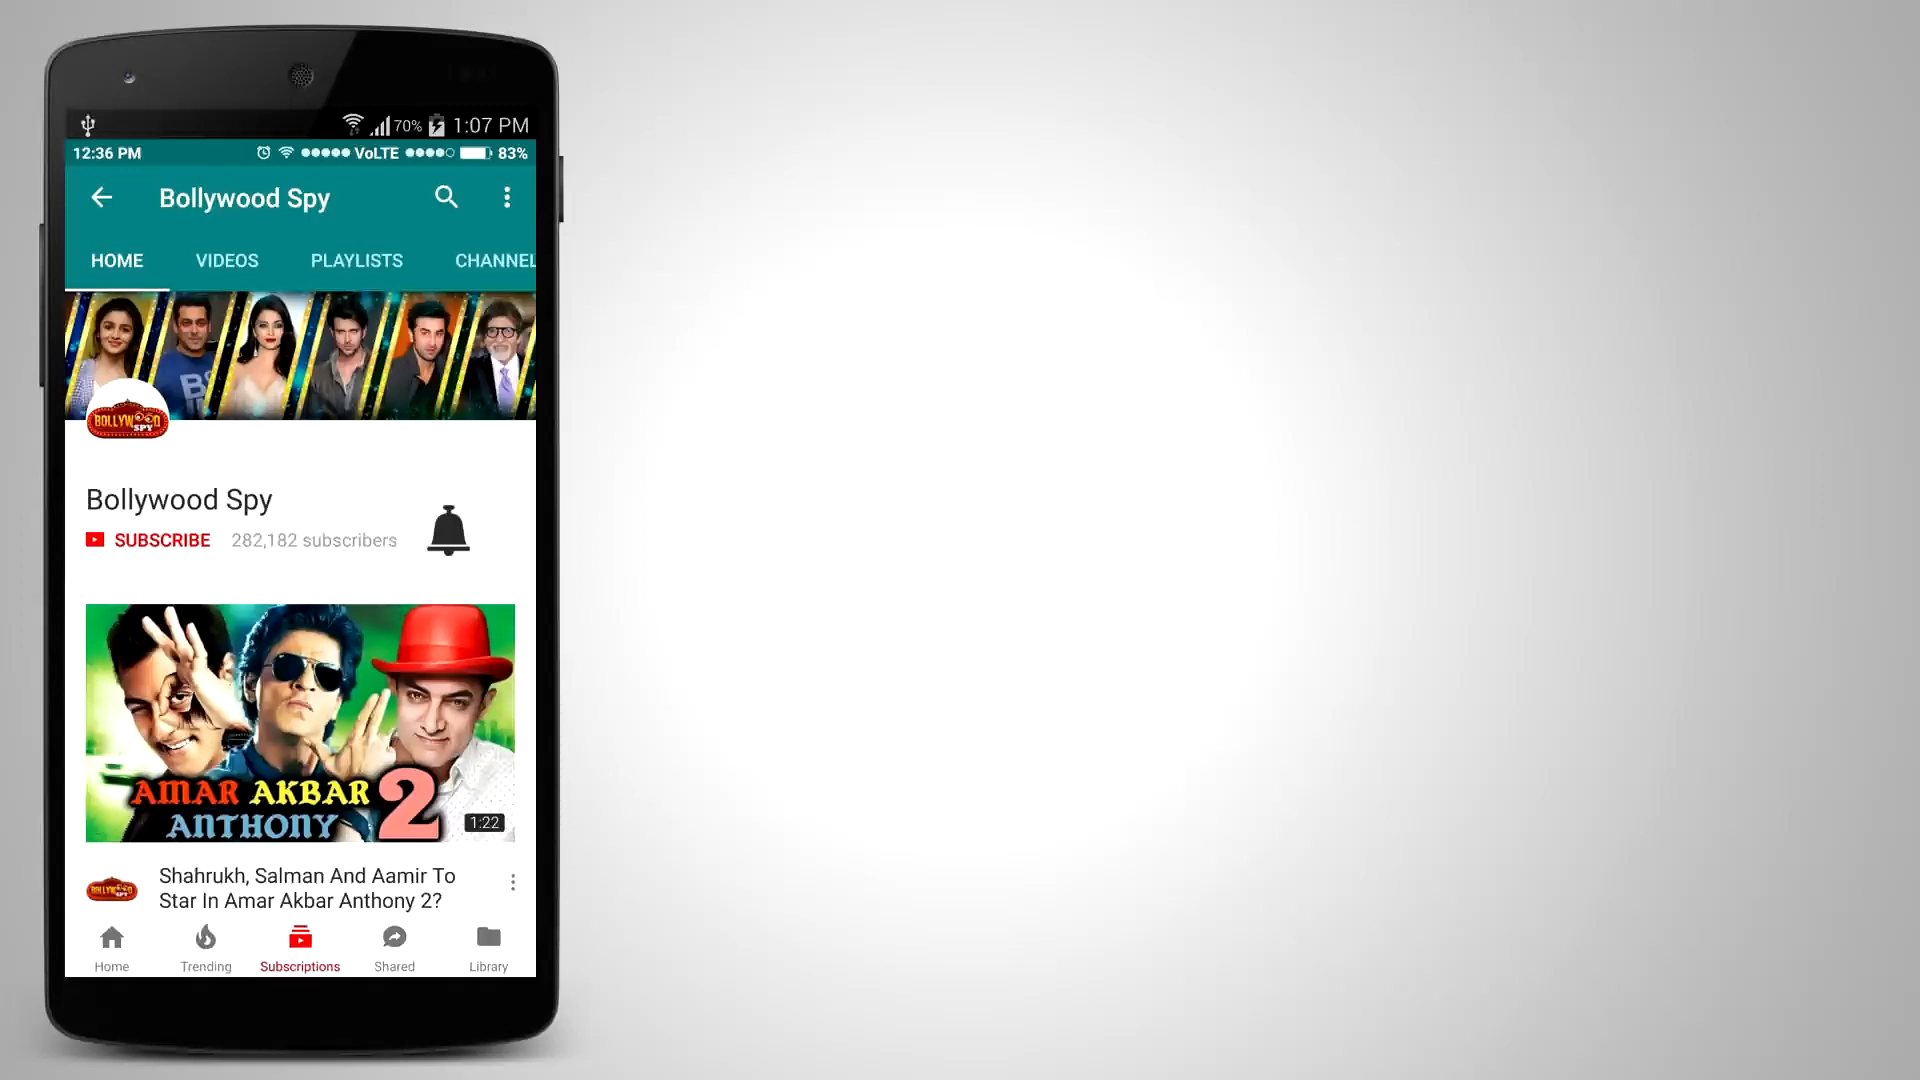 70% 1:07 PM
12:36 PM VoLTE 83%
Bollywood Spy
HOME VIDEOS PLAYLISTS CHANNEL
BOLLYWOOD
SPY
Bollywood Spy
SUBSCRIBE 282,182 subscribers
AMAR AKBAR
ANTHONY 2
1:22
Shahrukh, Salman And Aamir To
Star In Amar Akbar Anthony 2?
Home Trending Subscriptions Shared Library